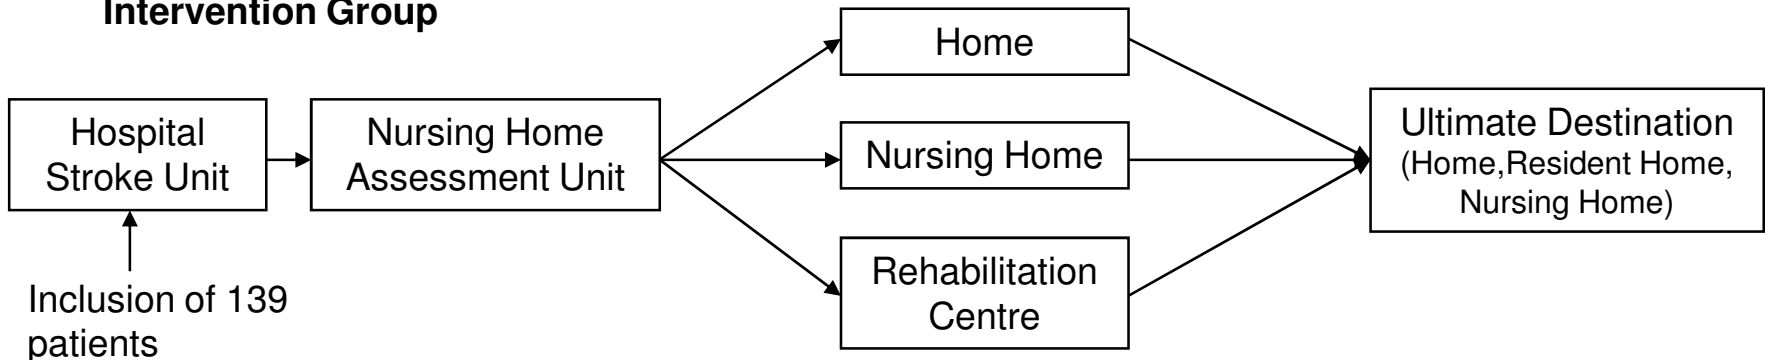 Intervention Group
Hospital
Stroke Unit
Nursing Home
Assessment Unit
Home
Nursing Home
Rehabilitation
Centre
Ultimate Destination
(Home,Resident Home,
Nursing Home)
Inclusion of 139
patients